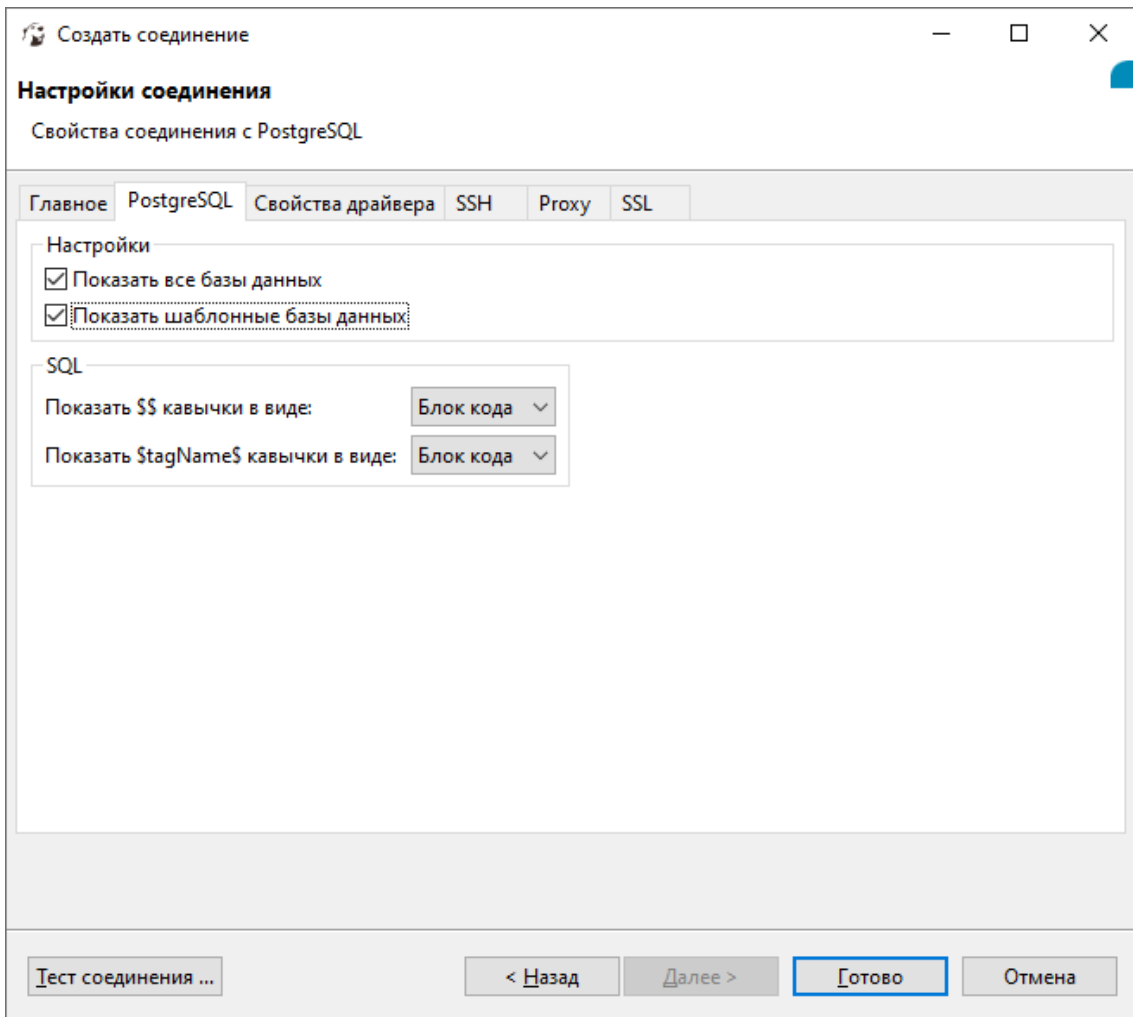 Создать соединение
Настройки соединения
Свойства соединения с PostgreSQL
Главное PostgreSQL Свойства драйвера SSH Proxy SSL
Настройки
Показать все базы данных
Показать шаблонные базы данных
SQL
Показать $$ кавычки в виде: Блок кода
Показать $tagName$ кавычки в виде: Блок кода
Тест соединения ... < Назад Далее > Готово Отмена